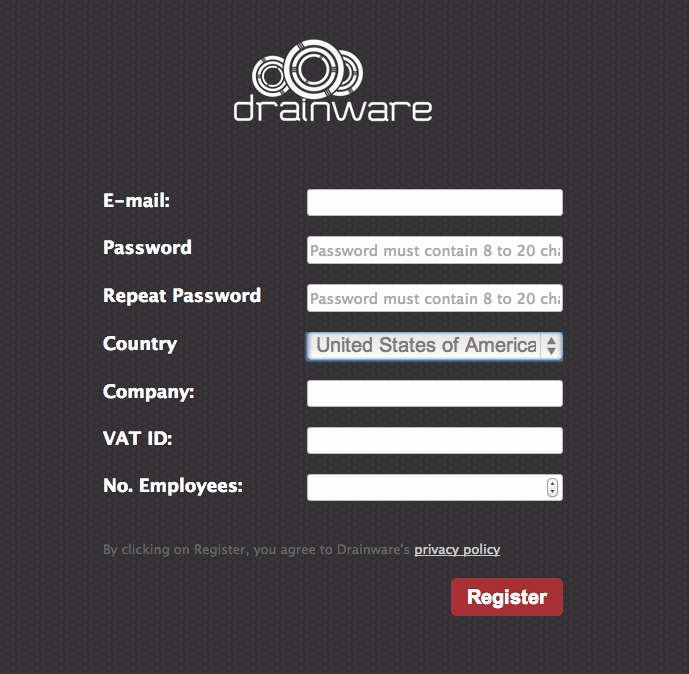 drainware
E-mail:
Password
Password must contain 8 to 20 cha
Repeat Password
Password must contain 8 to 20 cha
Country
United States of America
Company:
VAT ID:
No. Employees:
By clicking on Register, you agree to Drainware's privacy policy
Register